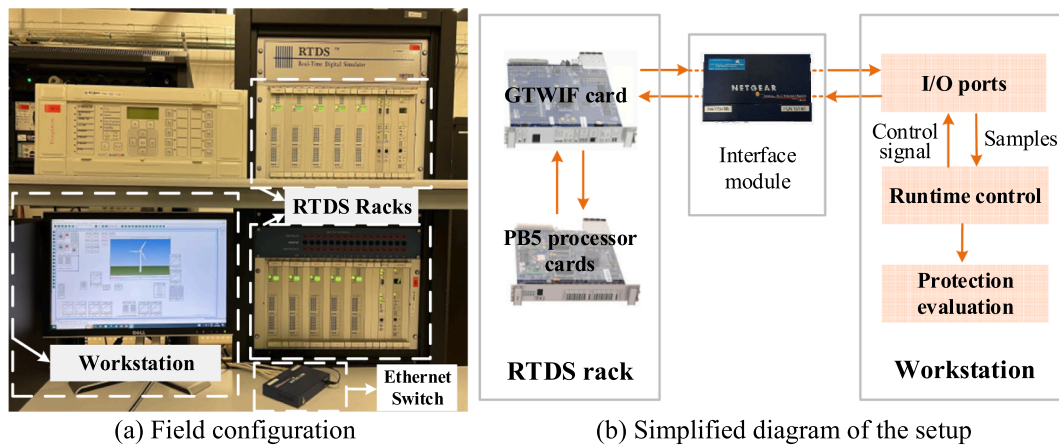 RTDS
Real-Time Digital Simulator
RTDS Racks
DELL
Workstation
Ethernet
Switch
(a) Field configuration
GTWIF card
PB5 processor
cards
RTDS rack
NETGEAR
Interface
module
I/O ports
Control
signal
Samples
Runtime control
Protection
evaluation
Workstation
(b) Simplified diagram of the setup